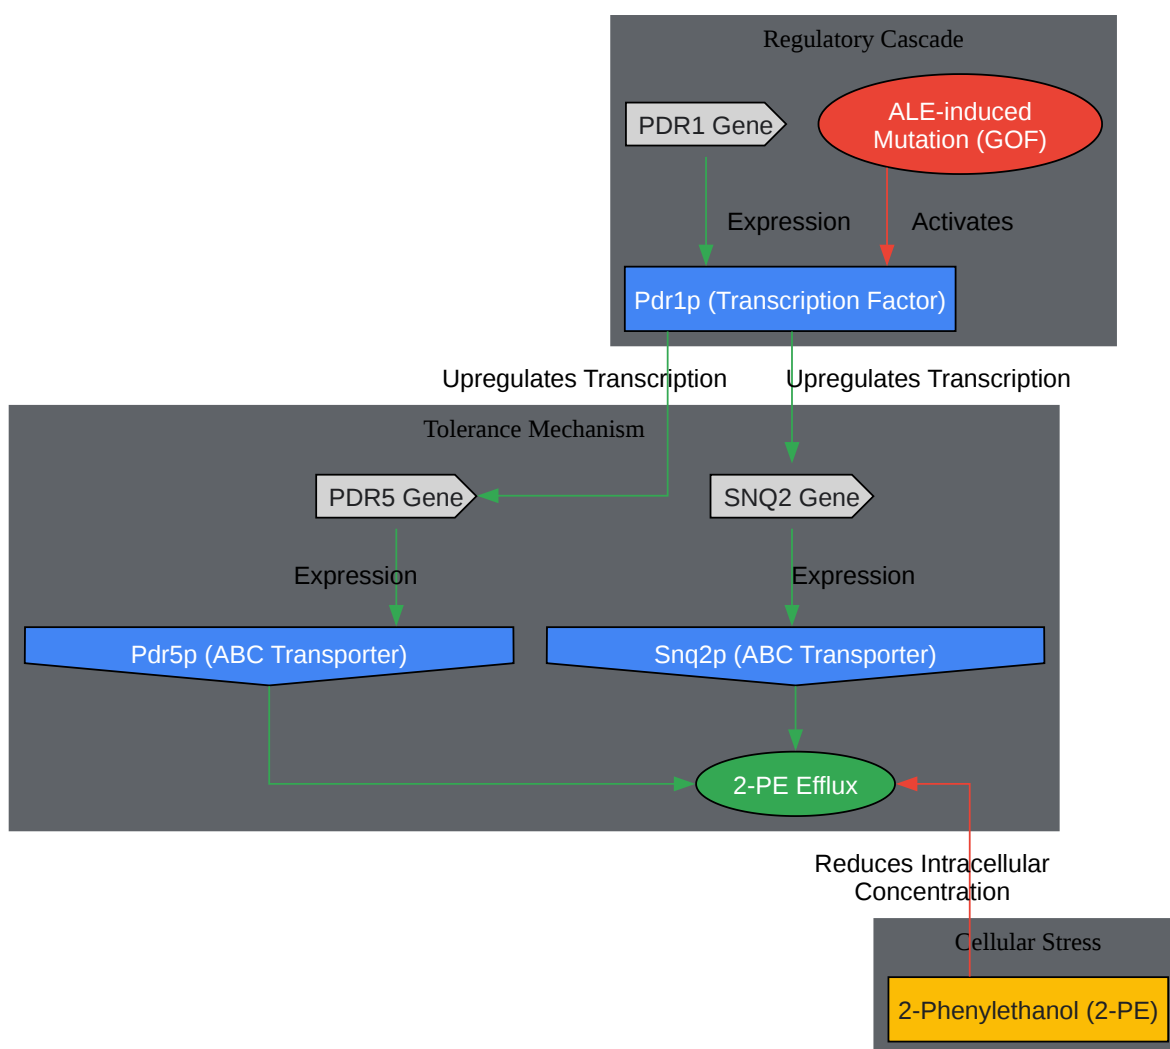 Regulatory Cascade
PDR1 Gene
ALE-induced
Mutation (GOF)
Expression
Activates
Pdr1p (Transcription Factor)
Upregulates Transcription
Upregulates Transcription
Tolerance Mechanism
PDR5 Gene
SNQ2 Gene
Expression
Expression
Pdr5p (ABC Transporter)
Snq2p (ABC Transporter)
2-PE Efflux
Reduces Intracellular
Concentration
Cellular Stress
2-Phenylethanol (2-PE)